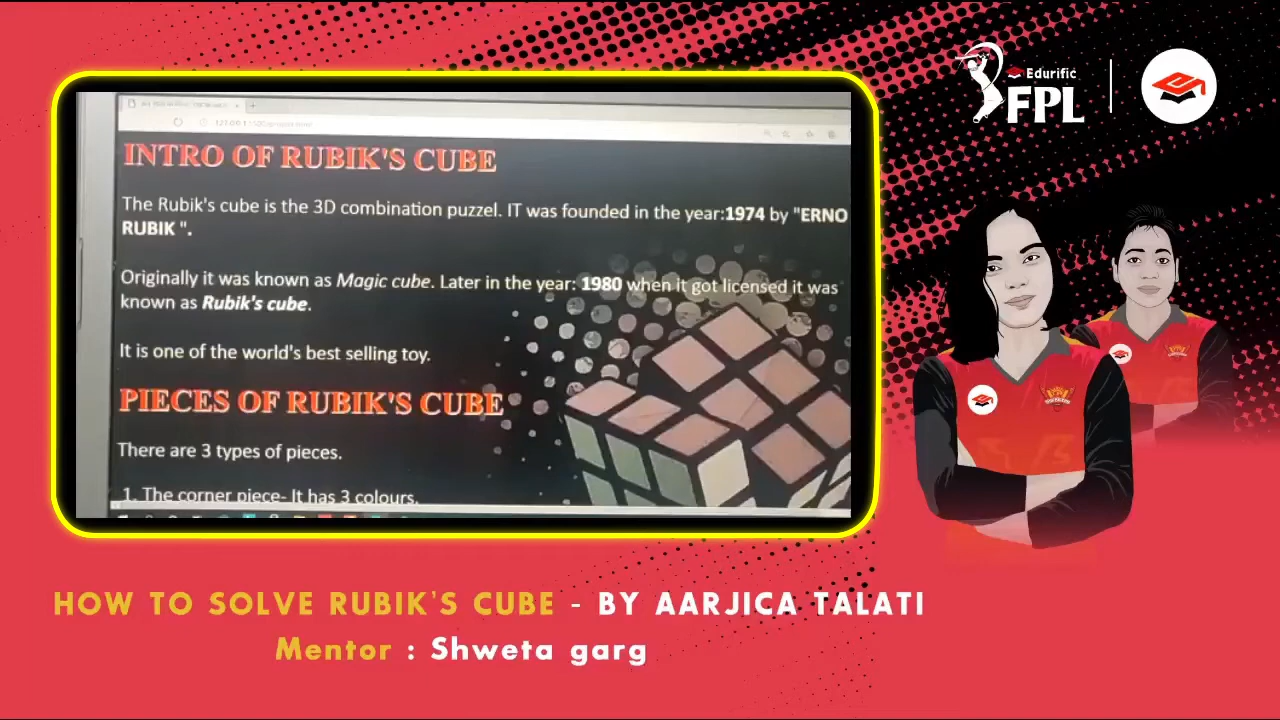 Edurific
FPL
INTRO OF RUBIK'S CUBE
The Rubik's cube is the 3D combination puzzel. IT was founded in the year:1974 by "ERNO
RUBIK ".
Originally it was known as Magic cube. Later in the year: 1980 when it got licensed it was
known as Rubik's cube.
It is one of the world's best selling toy.
PIECES OF RUBIK'S CUBE
There are 3 types of pieces.
1. The corner piece- It has 3 colours.
HOW TO SOLVE RUBIK'S CUBE - BY AARJICA TALATI
Mentor : Shweta garg